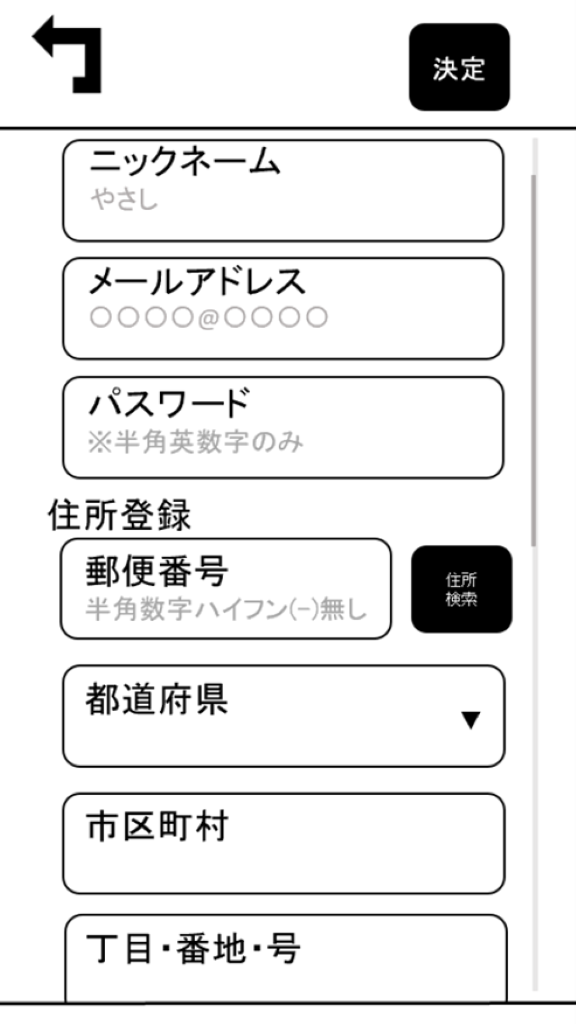 決定
ニックネーム
やさし
メールアドレス
○○○○@○○○○
パスワード
※半角英数字のみ
住所登録
郵便番号
半角数字ハイフン(-)無し
住所
検索
都道府県
▼
市区町村
丁目・番地・号